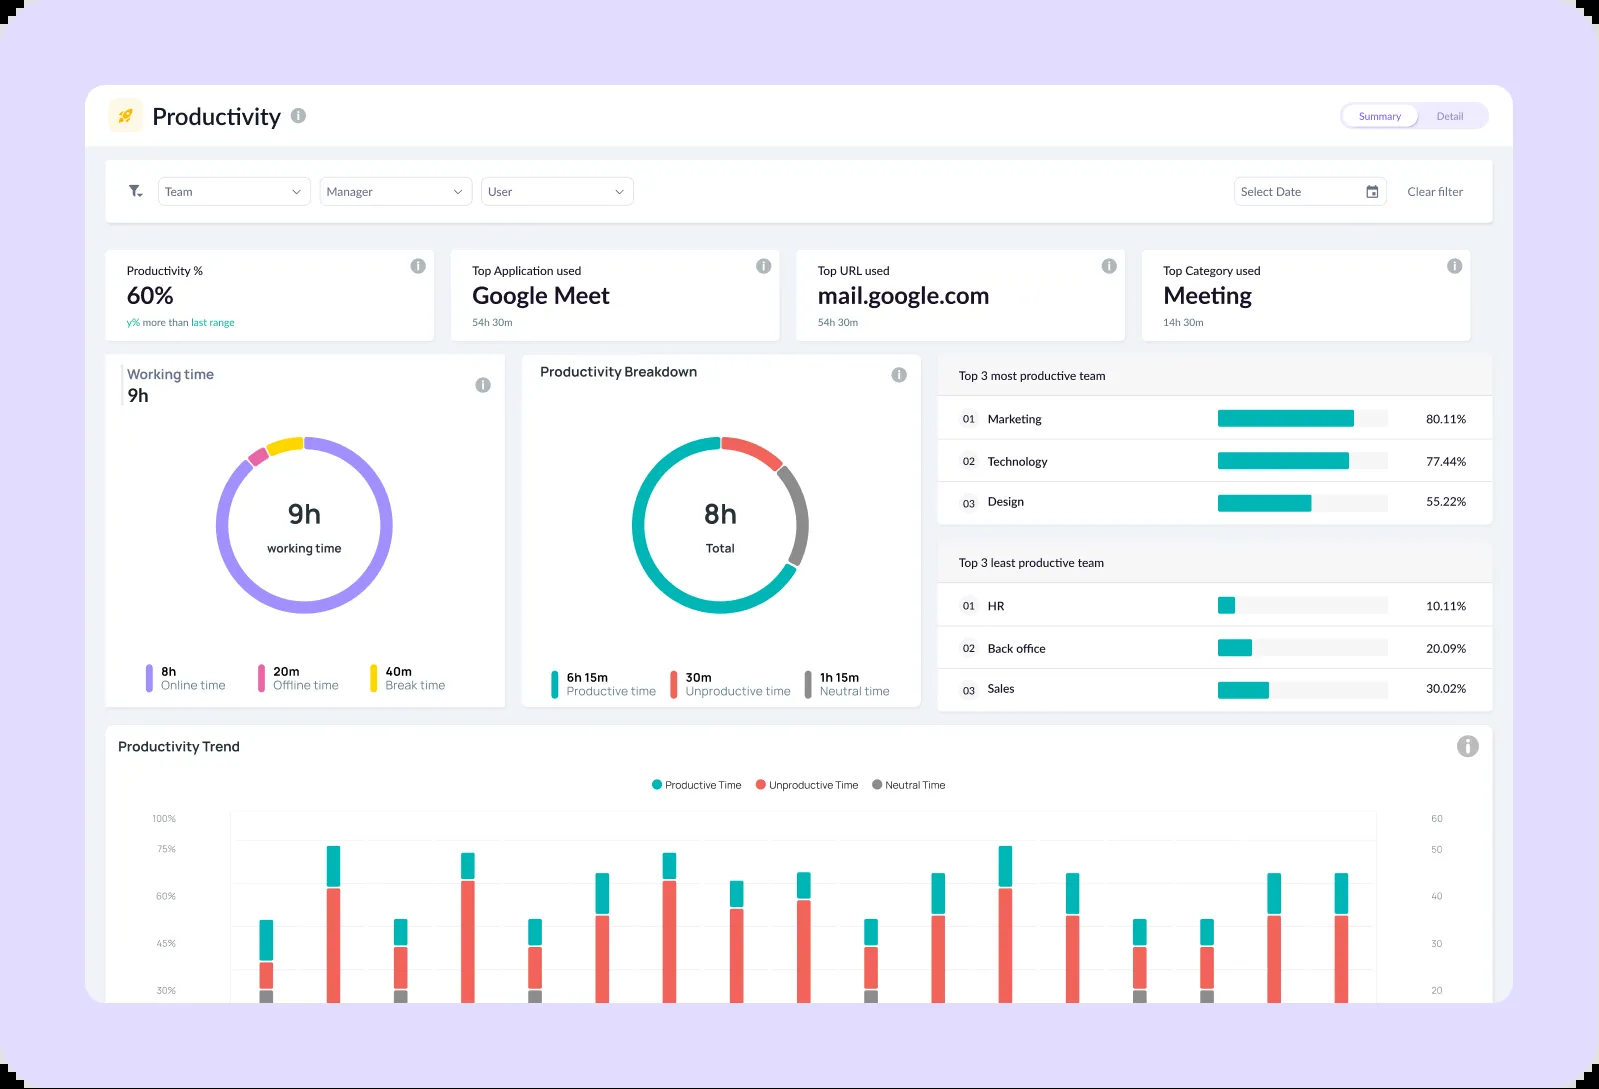 Productivity
Summary
Detail
Team
Manager
User
Select Date
Clear filter
Productivity %
60%
y% more than last range
Top Application used
Google Meet
54h 30m
Top URL used
mail.google.com
54h 30m
Top Category used
Meeting
14h 30m
Working time
9h
9h
working time
8h
Online time
20m
Offline time
40m
Break time
Productivity Breakdown
8h
Total
6h 15m
Productive time
30m
Unproductive time
1h 15m
Neutral time
Top 3 most productive team
01 Marketing 80.11%
02 Technology 77.44%
03 Design 55.22%
Top 3 least productive team
01 HR 10.11%
02 Back office 20.09%
03 Sales 30.02%
Productivity Trend
Productive Time Unproductive Time Neutral Time
100% 60
75% 50
60% 40
45% 30
30% 20